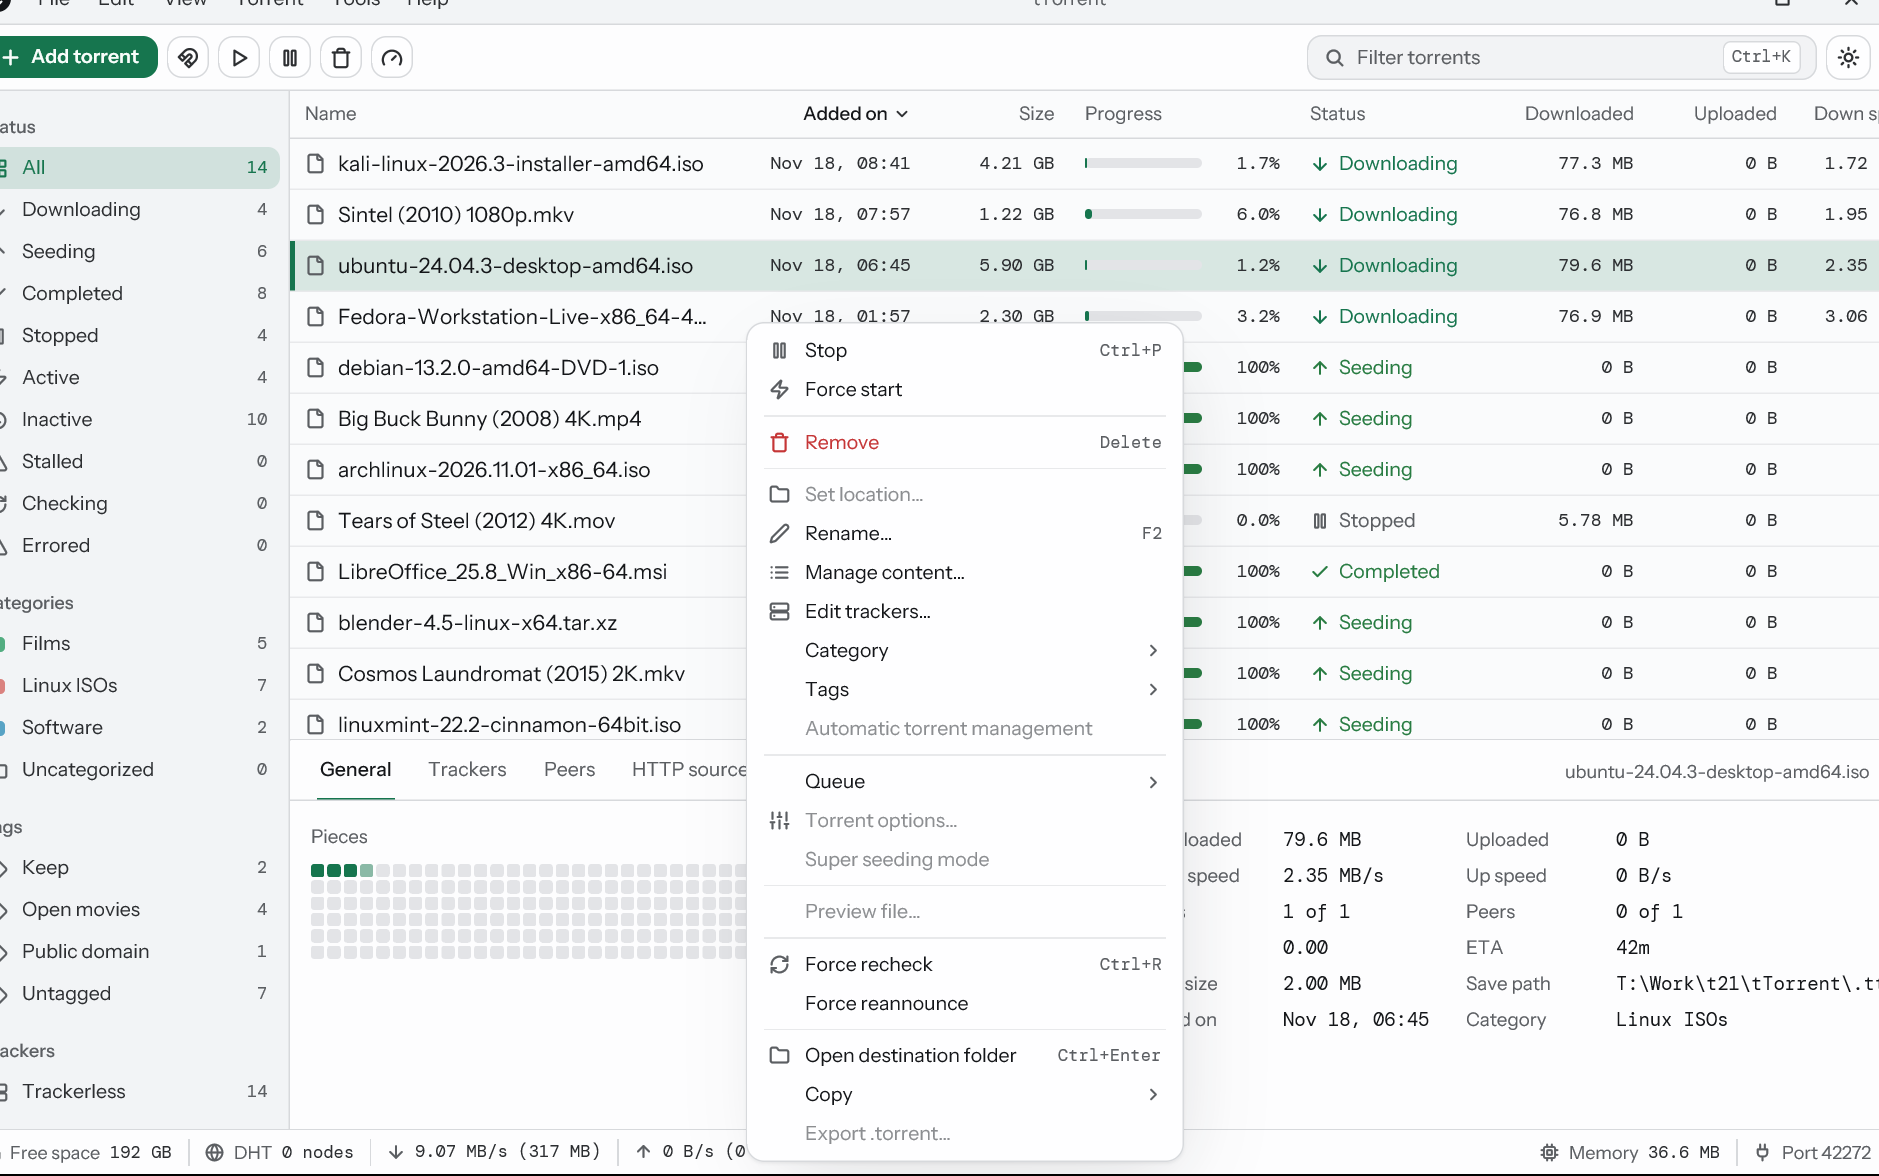 File Edit View Torrent Tools Help
tTorrent
Add torrent
Filter torrents Ctrl+K
Name Added on Size Progress Status Downloaded Uploaded Down s
atus
All 14
Downloading 4
Seeding 6
Completed 8
Stopped 4
Active 4
Inactive 10
Stalled 0
Checking 0
Errored 0
ategories
Films 5
Linux ISOs 7
Software 2
Uncategorized 0
gs
Keep 2
Open movies 4
Public domain 1
Untagged 7
ackers
Trackerless 14
kali-linux-2026.3-installer-amd64.iso Nov 18, 08:41 4.21 GB 1.7% Downloading 77.3 MB 0 B 1.72
Sintel (2010) 1080p.mkv Nov 18, 07:57 1.22 GB 6.0% Downloading 76.8 MB 0 B 1.95
ubuntu-24.04.3-desktop-amd64.iso Nov 18, 06:45 5.90 GB 1.2% Downloading 79.6 MB 0 B 2.35
Fedora-Workstation-Live-x86_64-4... Nov 18, 01:57 2.30 GB 3.2% Downloading 76.9 MB 0 B 3.06
debian-13.2.0-amd64-DVD-1.iso 100% Seeding 0 B 0 B
Big Buck Bunny (2008) 4K.mp4 100% Seeding 0 B 0 B
archlinux-2026.11.01-x86_64.iso 100% Seeding 0 B 0 B
Tears of Steel (2012) 4K.mov 0.0% Stopped 5.78 MB 0 B
LibreOffice_25.8_Win_x86-64.msi 100% Completed 0 B 0 B
blender-4.5-linux-x64.tar.xz 100% Seeding 0 B 0 B
Cosmos Laundromat (2015) 2K.mkv 100% Seeding 0 B 0 B
linuxmint-22.2-cinnamon-64bit.iso 100% Seeding 0 B 0 B
Stop Ctrl+P
Force start
Remove Delete
Set location...
Rename... F2
Manage content...
Edit trackers...
Category
Tags
Automatic torrent management
Queue
Torrent options...
Super seeding mode
Preview file...
Force recheck Ctrl+R
Force reannounce
Open destination folder Ctrl+Enter
Copy
Export .torrent...
General Trackers Peers HTTP source
ubuntu-24.04.3-desktop-amd64.iso
Pieces
loaded 79.6 MB Uploaded 0 B
speed 2.35 MB/s Up speed 0 B/s
1 of 1 Peers 0 of 1
0.00 ETA 42m
size 2.00 MB Save path T:\Work\t21\tTorrent\.t
d on Nov 18, 06:45 Category Linux ISOs
Free space 192 GB DHT 0 nodes 9.07 MB/s (317 MB) 0 B/s (0 Memory 36.6 MB Port 42272